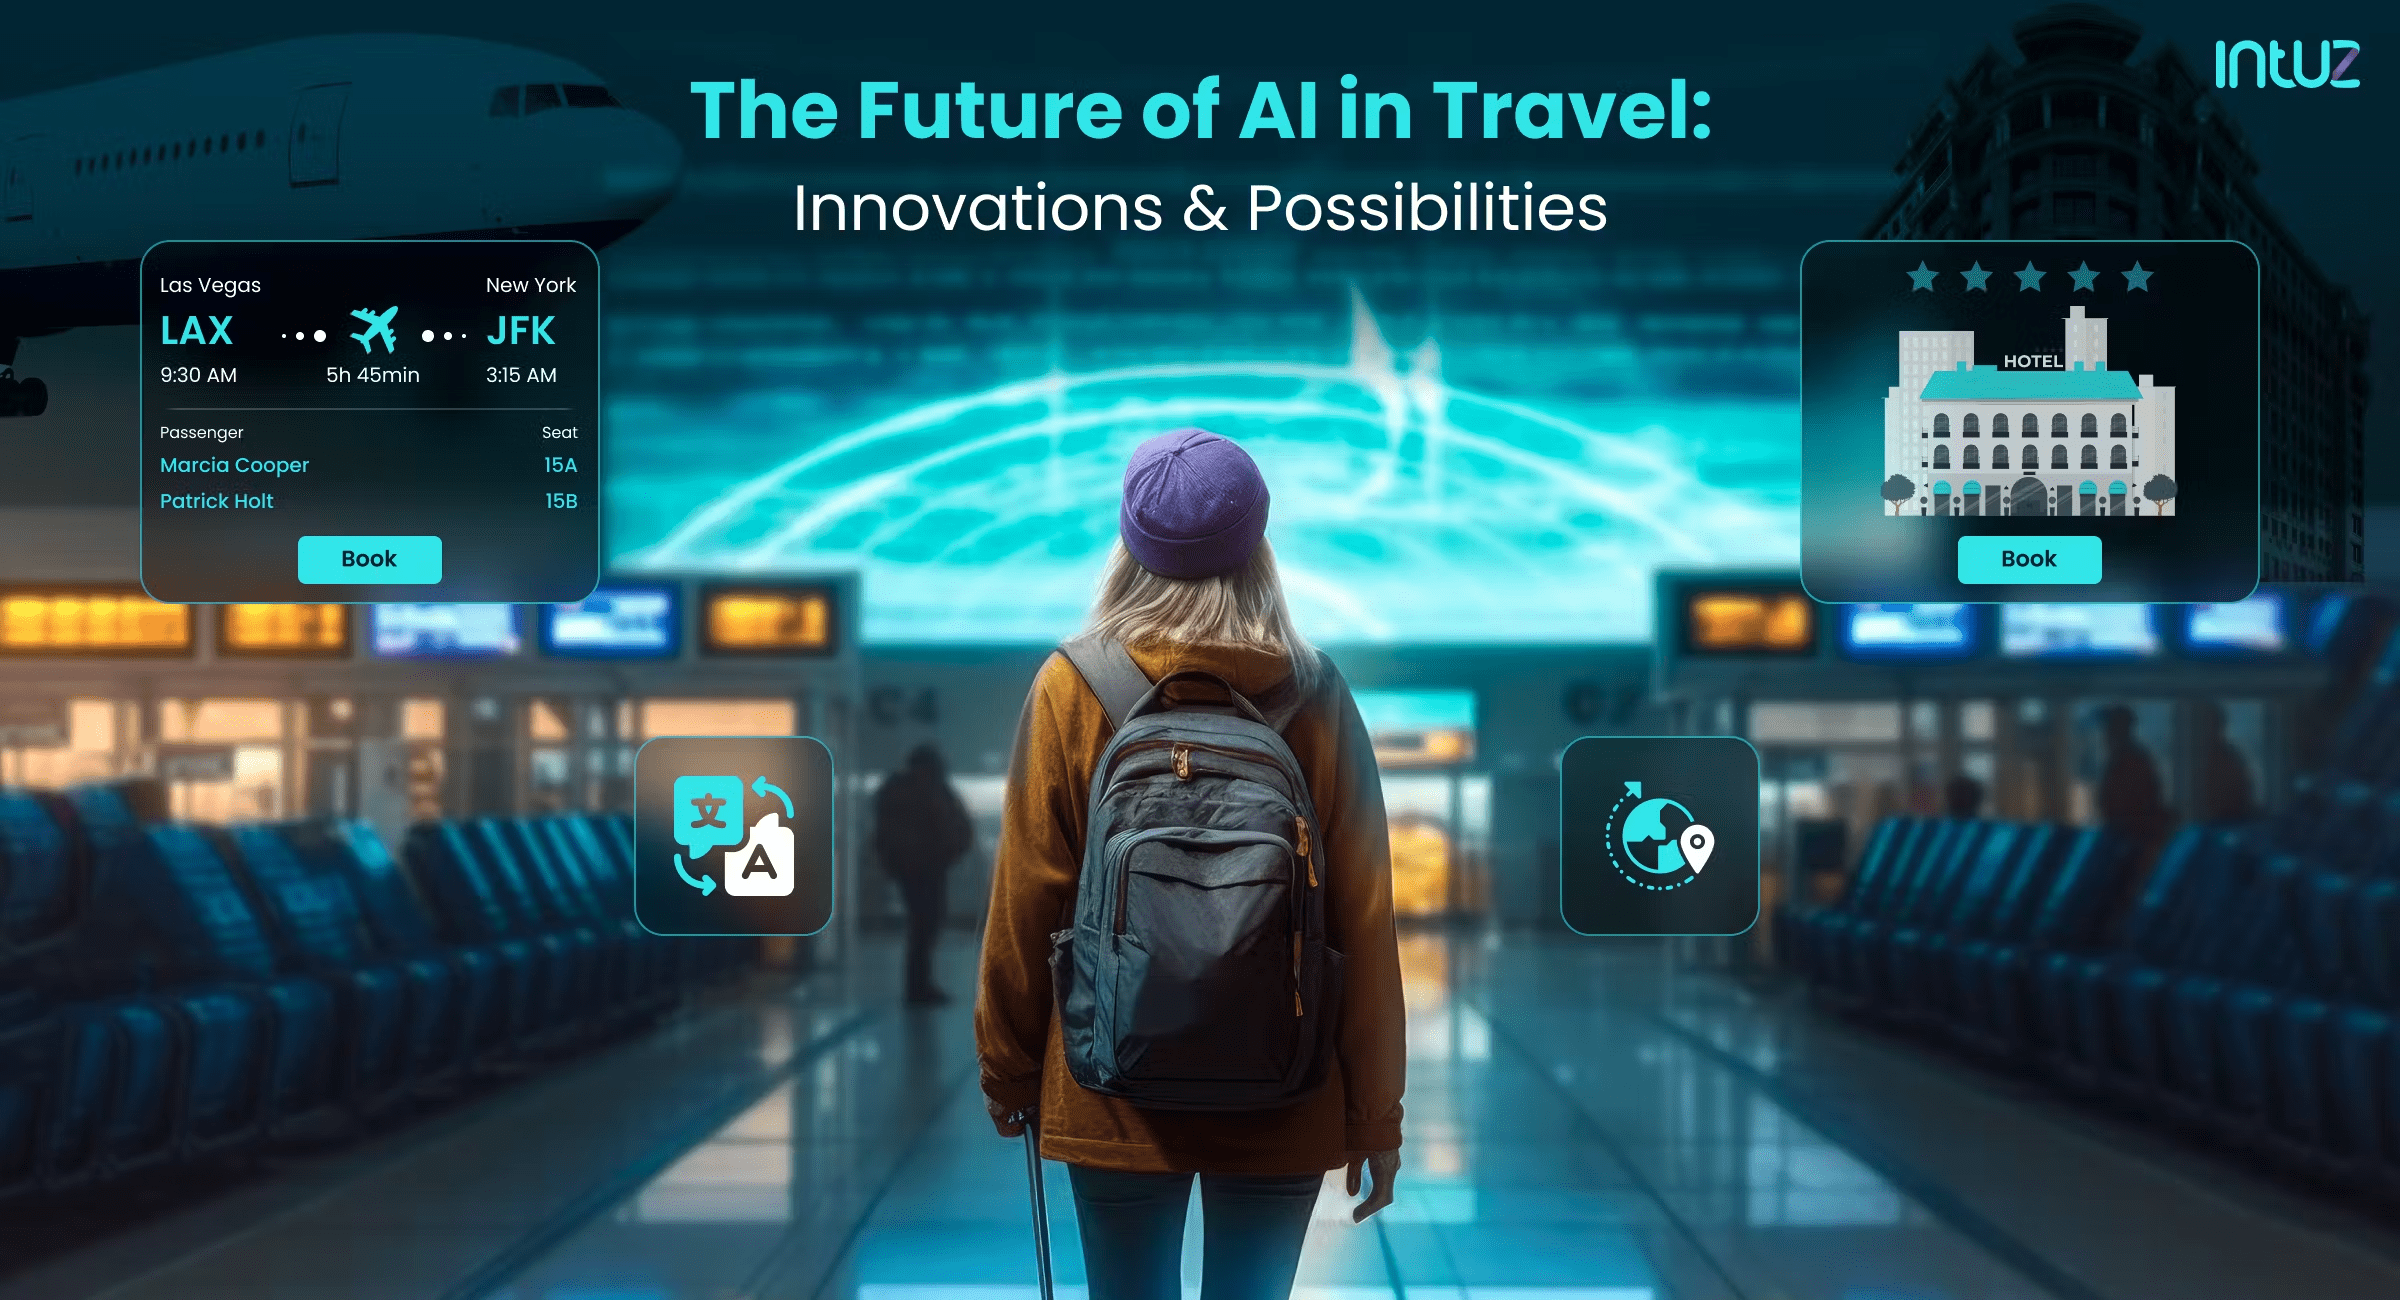 INTUZ
The Future of AI in Travel:
Innovations & Possibilities
Las Vegas New York
LAX JFK
9:30 AM 5h 45min 3:15 AM
Passenger Seat
Marcia Cooper 15A
Patrick Holt 15B
Book
HOTEL
Book
C4
文
A